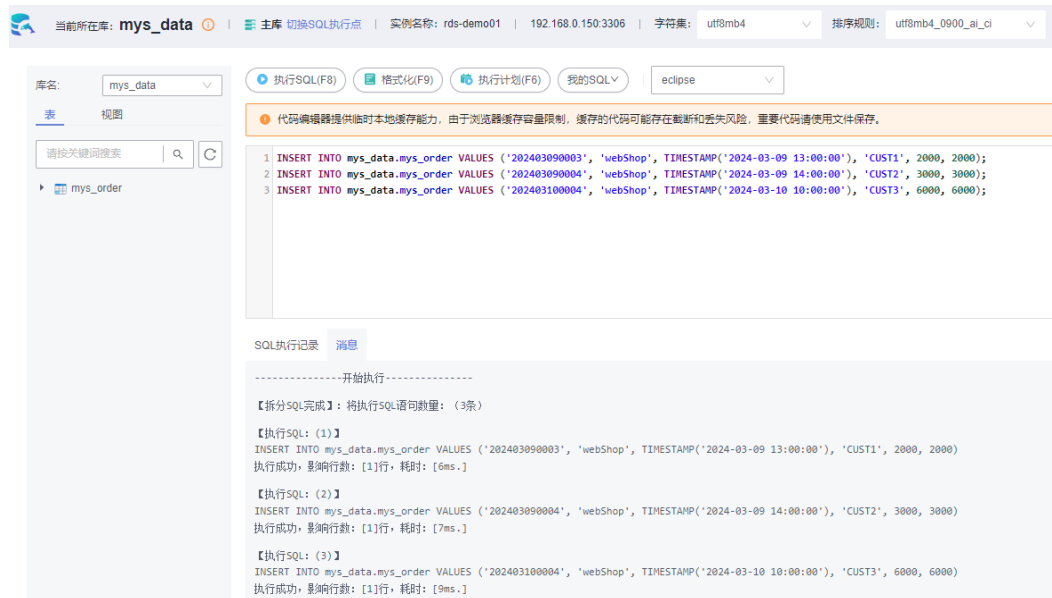 当前所在库: mys_data | 主库 切换SQL执行点 | 实例名称: rds-demo01 | 192.168.0.150:3306 | 字符集: utf8mb4 排序规则: utf8mb4_0900_ai_ci
库名: mys_data
执行SQL(F8) 格式化(F9) 执行计划(F6) 我的SQL eclipse
表 视图
代码编辑器提供临时本地缓存能力，由于浏览器缓存容量限制，缓存的代码可能存在截断和丢失风险，重要代码请使用文件保存。
请按关键词搜索
mys_order
1 INSERT INTO mys_data.mys_order VALUES ('202403090003', 'webShop', TIMESTAMP('2024-03-09 13:00:00'), 'CUST1', 2000, 2000);
2 INSERT INTO mys_data.mys_order VALUES ('202403090004', 'webShop', TIMESTAMP('2024-03-09 14:00:00'), 'CUST2', 3000, 3000);
3 INSERT INTO mys_data.mys_order VALUES ('202403100004', 'webShop', TIMESTAMP('2024-03-10 10:00:00'), 'CUST3', 6000, 6000);
SQL执行记录 消息
---------------开始执行---------------
【拆分SQL完成】: 将执行SQL语句数量: （3条）
【执行SQL: (1)】
INSERT INTO mys_data.mys_order VALUES ('202403090003', 'webShop', TIMESTAMP('2024-03-09 13:00:00'), 'CUST1', 2000, 2000)
执行成功，影响行数: [1]行，耗时: [6ms.]
【执行SQL: (2)】
INSERT INTO mys_data.mys_order VALUES ('202403090004', 'webShop', TIMESTAMP('2024-03-09 14:00:00'), 'CUST2', 3000, 3000)
执行成功，影响行数: [1]行，耗时: [7ms.]
【执行SQL: (3)】
INSERT INTO mys_data.mys_order VALUES ('202403100004', 'webShop', TIMESTAMP('2024-03-10 10:00:00'), 'CUST3', 6000, 6000)
执行成功，影响行数: [1]行，耗时: [9ms.]